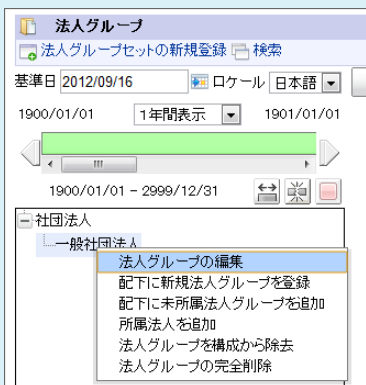 法人グループ
法人グループセットの新規登録 検索
基準日 2012/09/16 ロケール 日本語
1900/01/01 1年間表示 1901/01/01
1900/01/01 - 2999/12/31
社団法人
一般社団法人
法人グループの編集
配下に新規法人グループを登録
配下に未所属法人グループを追加
所属法人を追加
法人グループを構成から除去
法人グループの完全削除